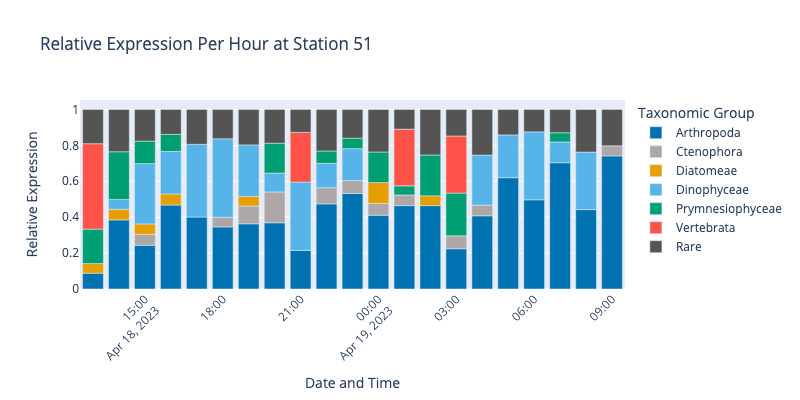 Relative Expression Per Hour at Station 51
Relative Expression
1
0.8
0.6
0.4
0.2
0
15:00
Apr 18, 2023
18:00
21:00
00:00
Apr 19, 2023
03:00
06:00
09:00
Date and Time
Taxonomic Group
Arthropoda
Ctenophora
Diatomeae
Dinophyceae
Prymnesiophyceae
Vertebrata
Rare